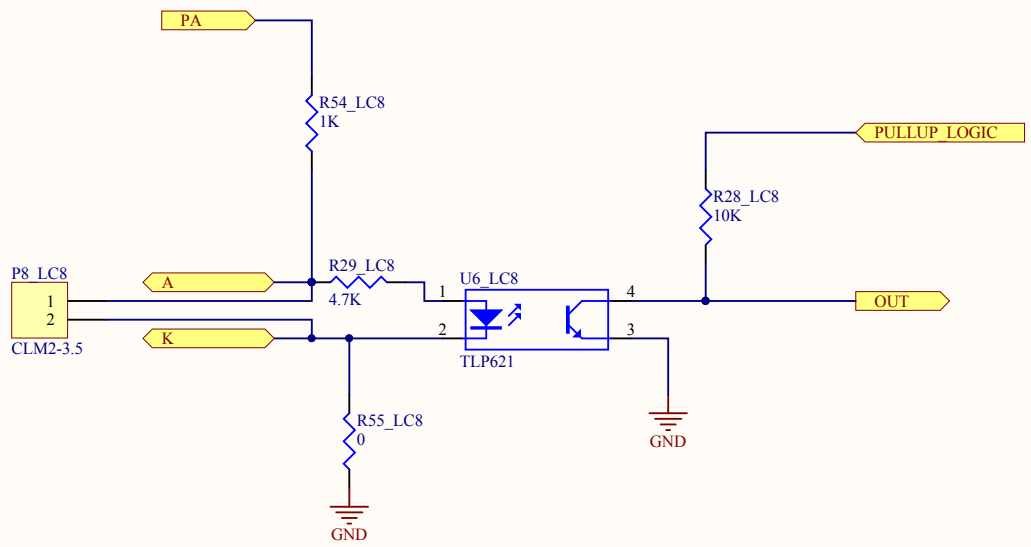 PA
R54_LC8
1K
PULLUP_LOGIC
R28_LC8
10K
P8_LC8
A
R29_LC8
U6_LC8
1
4.7K
1
4
OUT
2
K
2
3
CLM2-3.5
TLP621
R55_LC8
0
GND
GND